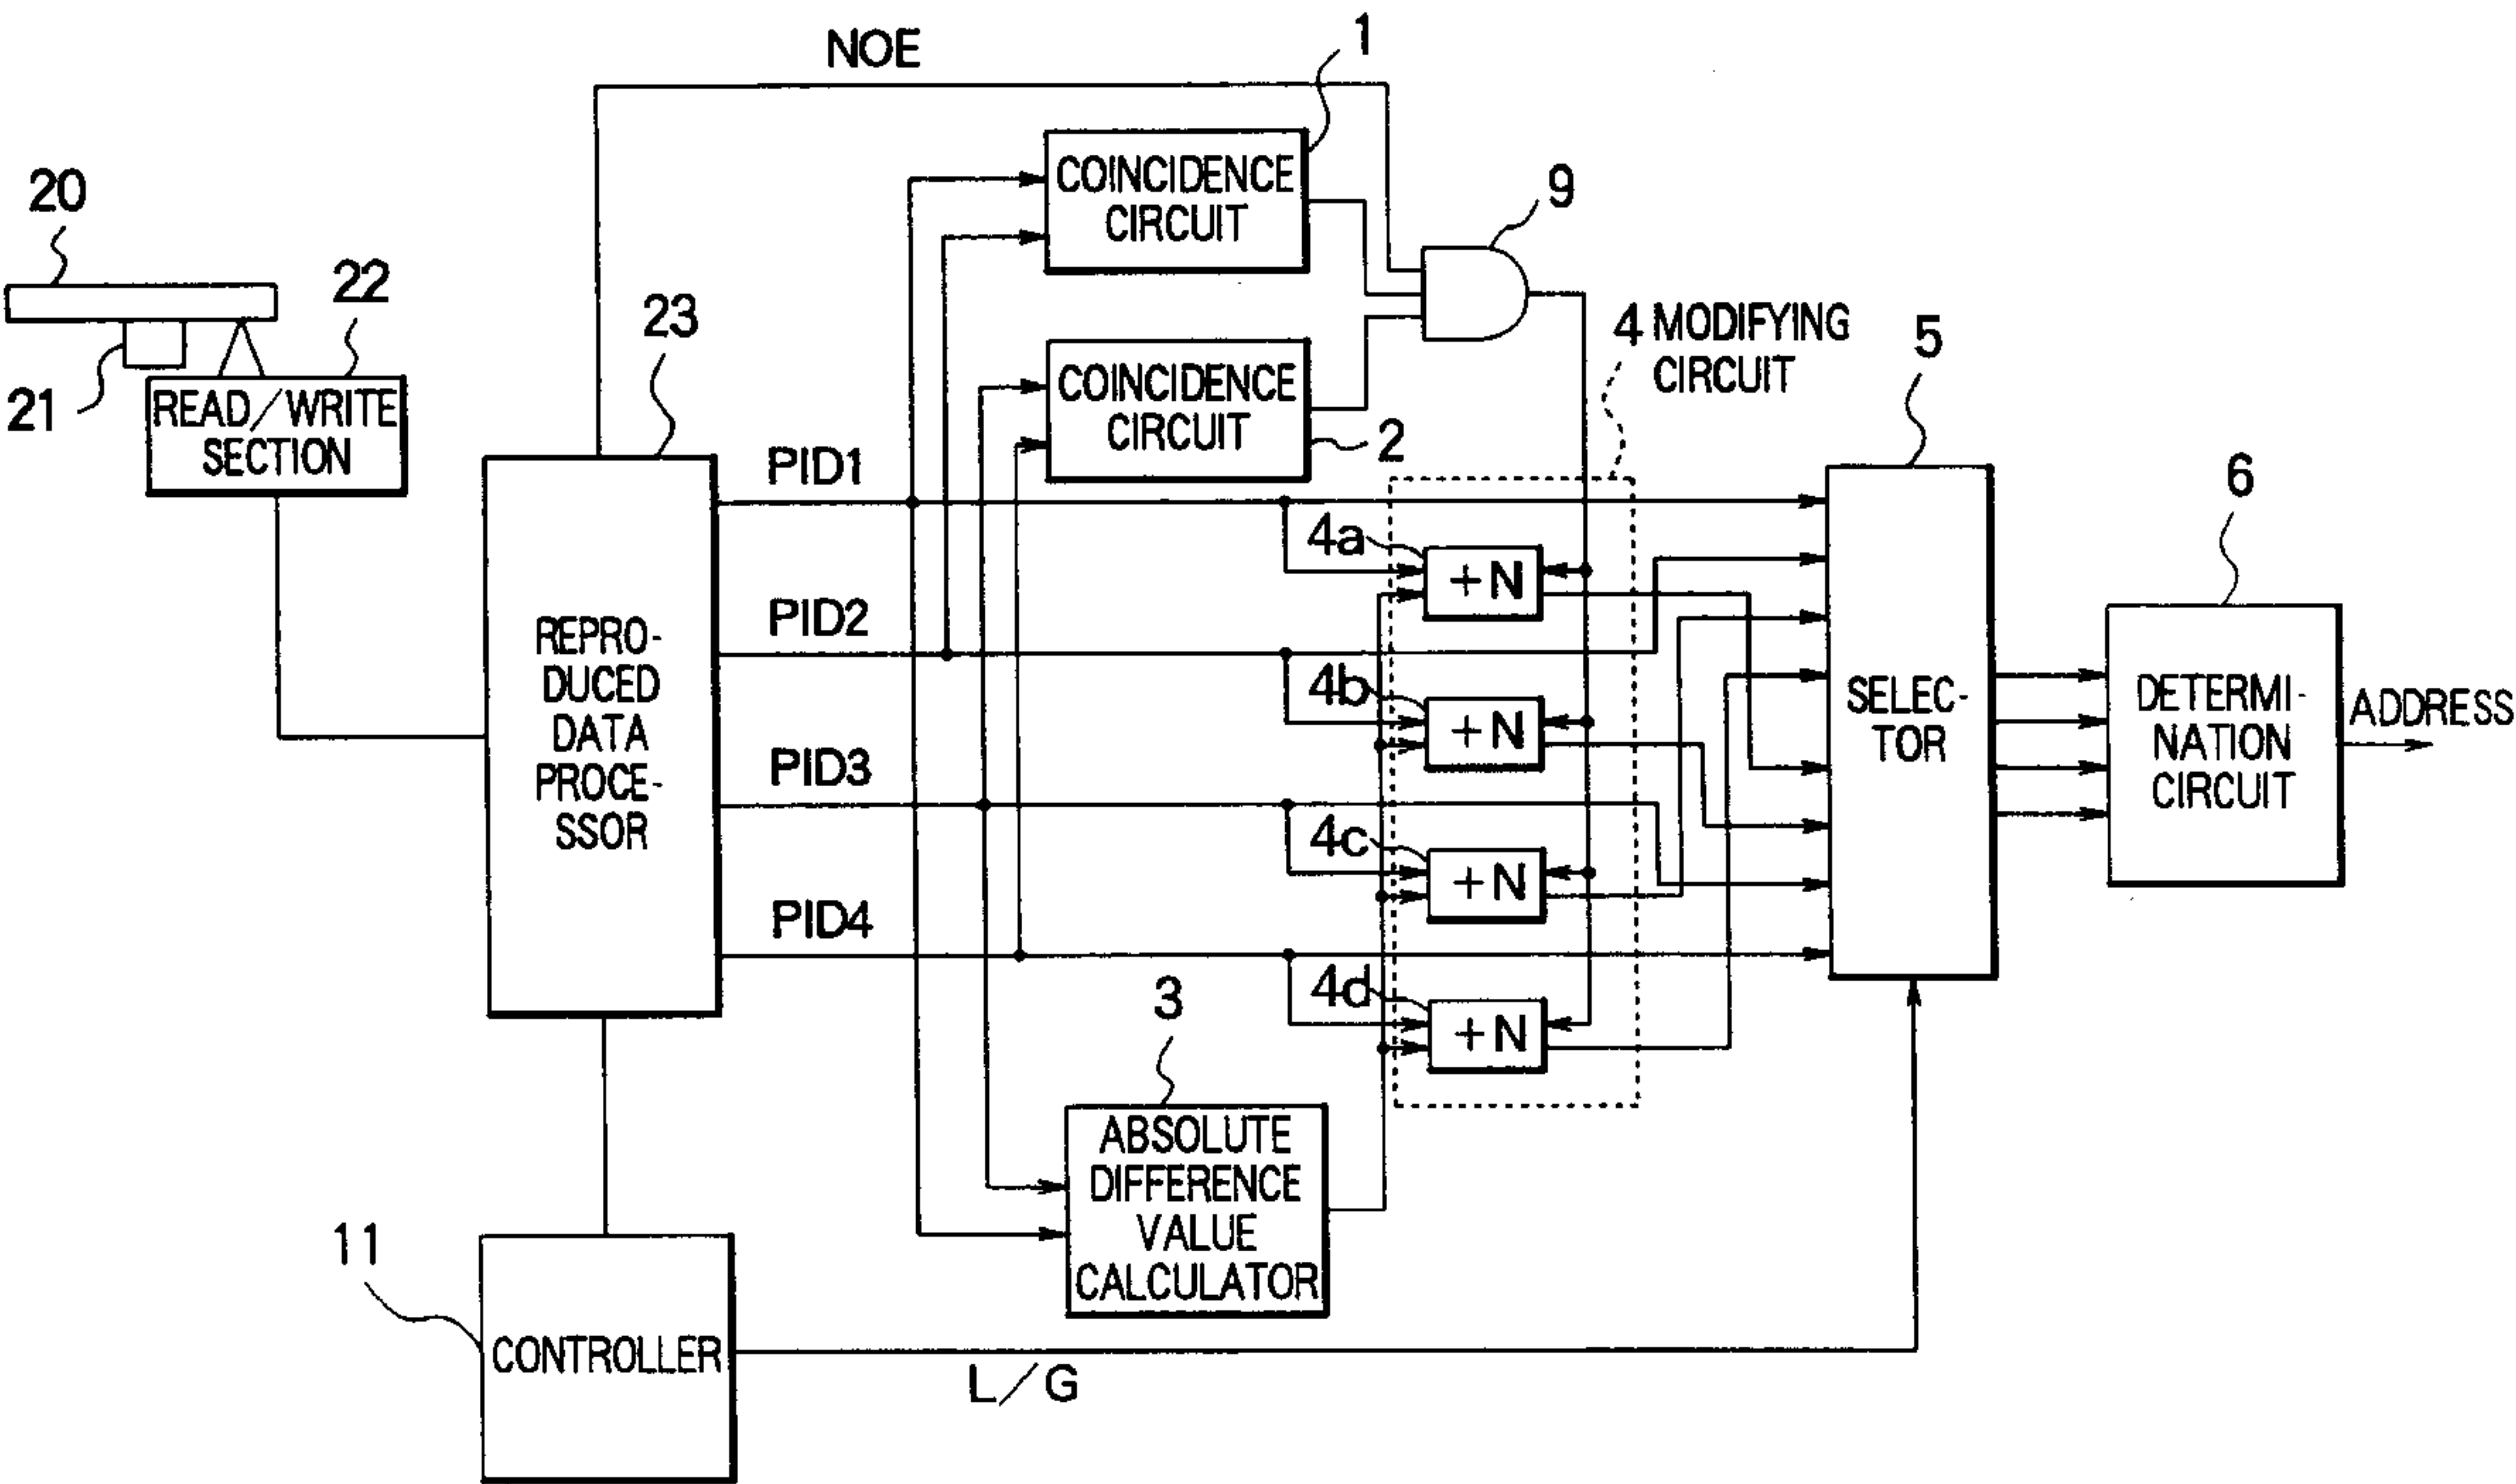 NOE
1
COINCIDENCE
CIRCUIT
9
20
22
21
READ/WRITE
SECTION
23
4 MODIFYING
CIRCUIT
5
COINCIDENCE
CIRCUIT
2
6
PID1
4a
+N
PID2
4b
+N
PID3
4c
+N
PID4
4d
+N
REPRO-
DUCED
DATA
PROCE-
SSOR
SELEC-
TOR
DETERMI-
NATION
CIRCUIT
ADDRESS
3
ABSOLUTE
DIFFERENCE
VALUE
CALCULATOR
11
CONTROLLER
L/G